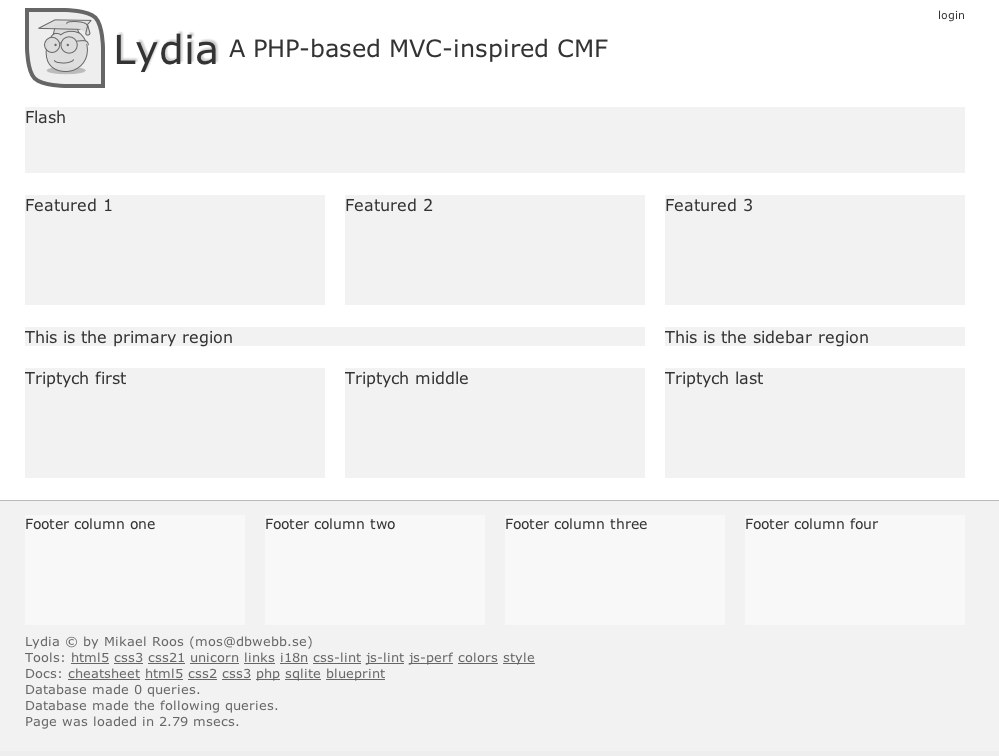 login
Lydia A PHP-based MVC-inspired CMF
Flash
Featured 1
Featured 2
Featured 3
This is the primary region
This is the sidebar region
Triptych first
Triptych middle
Triptych last
Footer column one
Footer column two
Footer column three
Footer column four
Lydia © by Mikael Roos (mos@dbwebb.se)
Tools: html5 css3 css21 unicorn links i18n css-lint js-lint js-perf colors style
Docs: cheatsheet html5 css2 css3 php sqlite blueprint
Database made 0 queries.
Database made the following queries.
Page was loaded in 2.79 msecs.